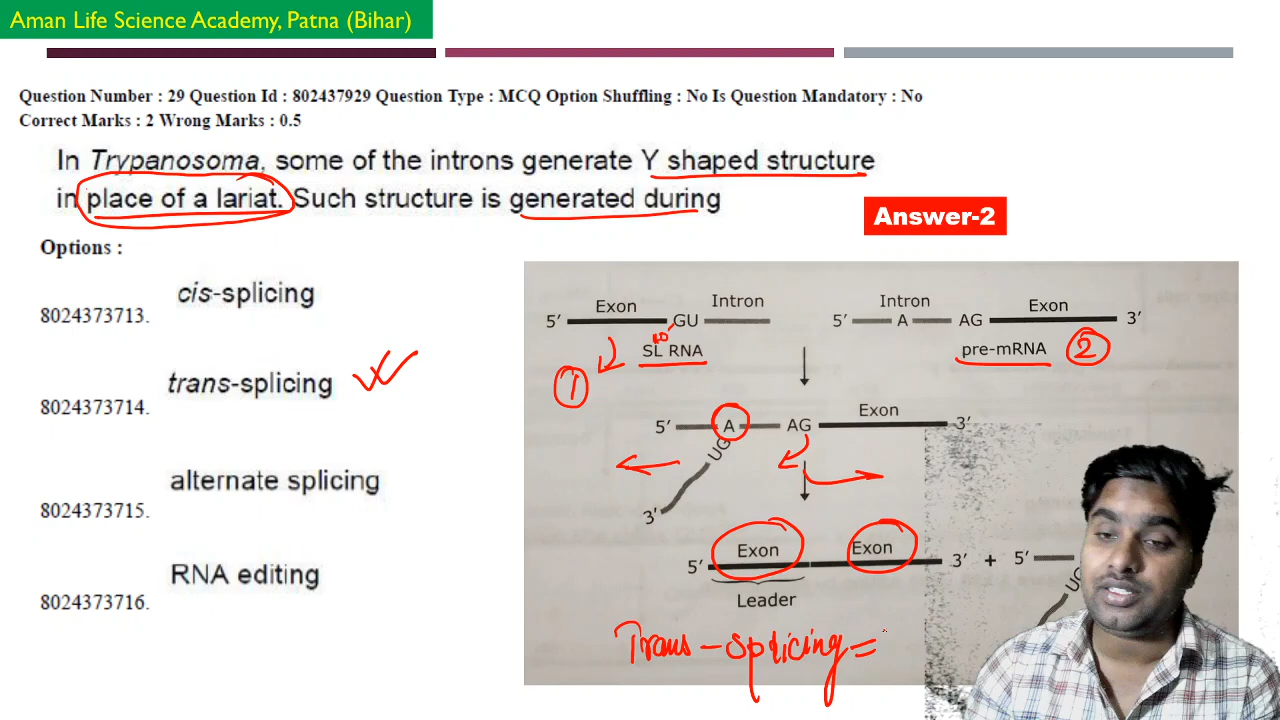 Aman Life Science Academy, Patna (Bihar)
Question Number : 29 Question Id : 802437929 Question Type : MCQ Option Shuffling : No Is Question Mandatory : No
Correct Marks : 2 Wrong Marks : 0.5
In Trypanosoma, some of the introns generate Y shaped structure
in place of a lariat. Such structure is generated during
Answer-2
Options :
cis-splicing
8024373713.
trans-splicing
8024373714.
alternate splicing
8024373715.
RNA editing
8024373716.
Exon Intron Intron Exon
5′ GU 5′ A AG 3′
SL RNA pre-mRNA 2
1
Exon
5′ A AG 3′
UG
3′
Exon Exon
5′ 3′ + 5′
UG
Leader
Trans-splicing =